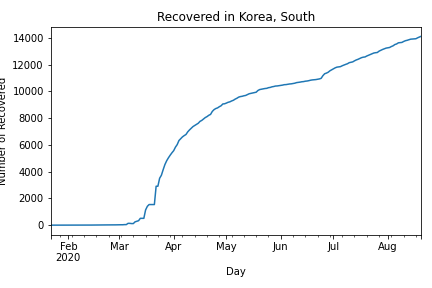 Recovered in Korea, South
Number of Recovered
14000
12000
10000
8000
6000
4000
2000
0
Feb
2020
Mar
Apr
May
Jun
Jul
Aug
Day